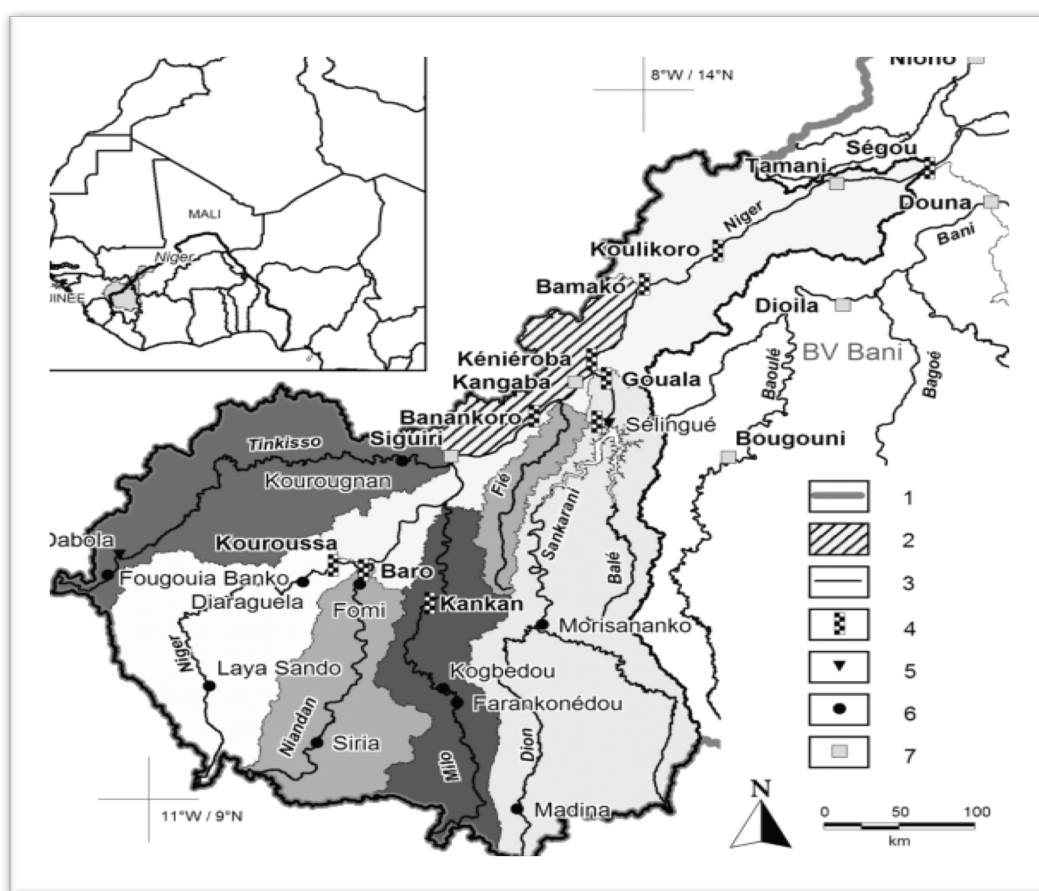 Niono
8°W / 14°N
Ségou
Tamani
Douna
MALI
Niger
Niger
Bani
Koulikoro
Bamako
Dioila
UINEE
BV Bani
Kéniéroba
Kangaba
Gouala
Baoulé
Bagoé
Banankoro
Siguiri
Sélingué
Tinkisso
Bougouni
Kourougnan
Fié
Sankarani
1
2
Dabola
Kouroussa
Balé
3
Fougouia Banko
Baro
Diaraguela
Fomi
Kankan
4
Morisananko
5
Niger
Laya Sando
Kogbedou
Farankonédou
6
Niandan
Siria
Milo
Dion
7
Madina
N
0 50 100
km
11°W / 9°N